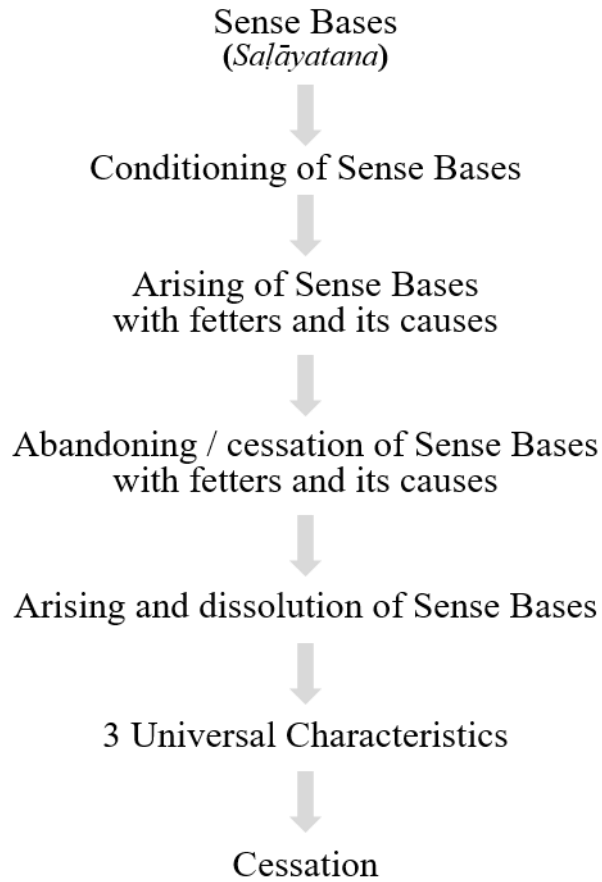 Sense Bases
(Saḷāyatana)
Conditioning of Sense Bases
Arising of Sense Bases
with fetters and its causes
Abandoning / cessation of Sense Bases
with fetters and its causes
Arising and dissolution of Sense Bases
3 Universal Characteristics
Cessation